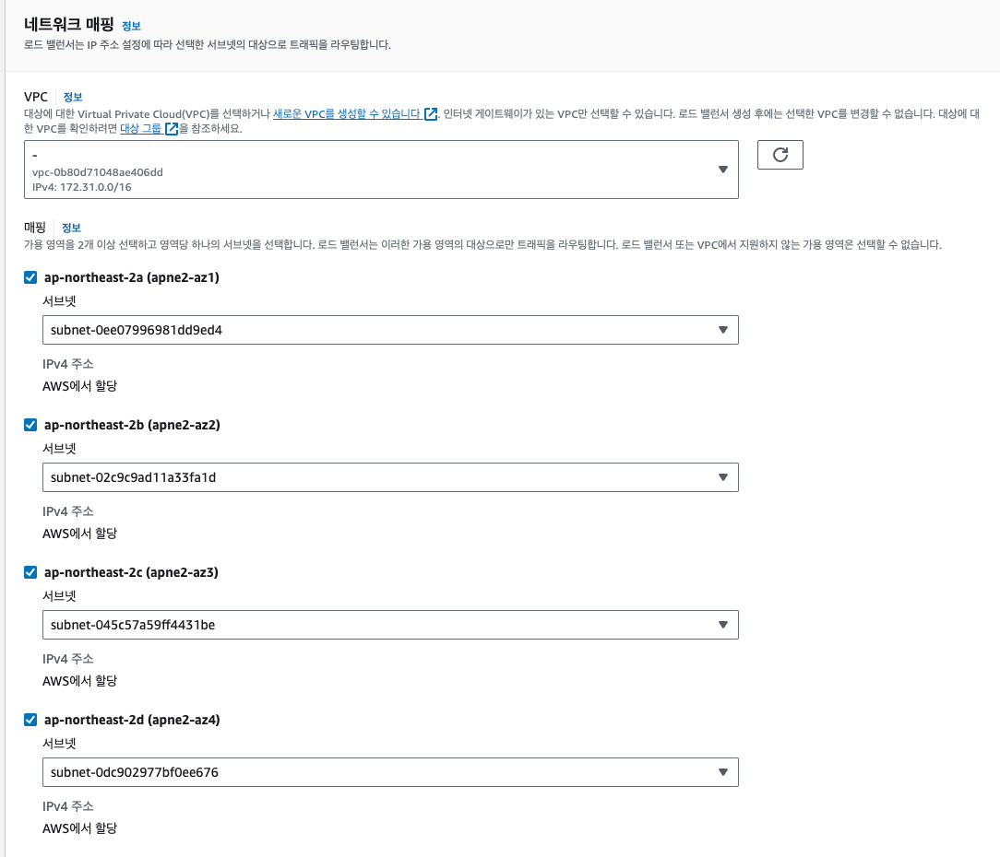 네트워크 매핑 정보
로드 밸런서는 IP 주소 설정에 따라 선택한 서브넷의 대상으로 트래픽을 라우팅합니다.
VPC 정보
대상에 대한 Virtual Private Cloud(VPC)를 선택하거나 새로운 VPC를 생성할 수 있습니다. 인터넷 게이트웨이가 있는 VPC만 선택할 수 있습니다. 로드 밸런서 생성 후에는 선택한 VPC를 변경할 수 없습니다. 대상에 대
한 VPC를 확인하려면 대상 그룹을 참조하세요.
-
vpc-0b80d71048ae406dd
IPv4: 172.31.0.0/16
매핑 정보
가용 영역을 2개 이상 선택하고 영역당 하나의 서브넷을 선택합니다. 로드 밸런서는 이러한 가용 영역의 대상으로만 트래픽을 라우팅합니다. 로드 밸런서 또는 VPC에서 지원하지 않는 가용 영역은 선택할 수 없습니다.
ap-northeast-2a (apne2-az1)
서브넷
subnet-0ee07996981dd9ed4
IPv4 주소
AWS에서 할당
ap-northeast-2b (apne2-az2)
서브넷
subnet-02c9c9ad11a33fa1d
IPv4 주소
AWS에서 할당
ap-northeast-2c (apne2-az3)
서브넷
subnet-045c57a59ff4431be
IPv4 주소
AWS에서 할당
ap-northeast-2d (apne2-az4)
서브넷
subnet-0dc902977bf0ee676
IPv4 주소
AWS에서 할당